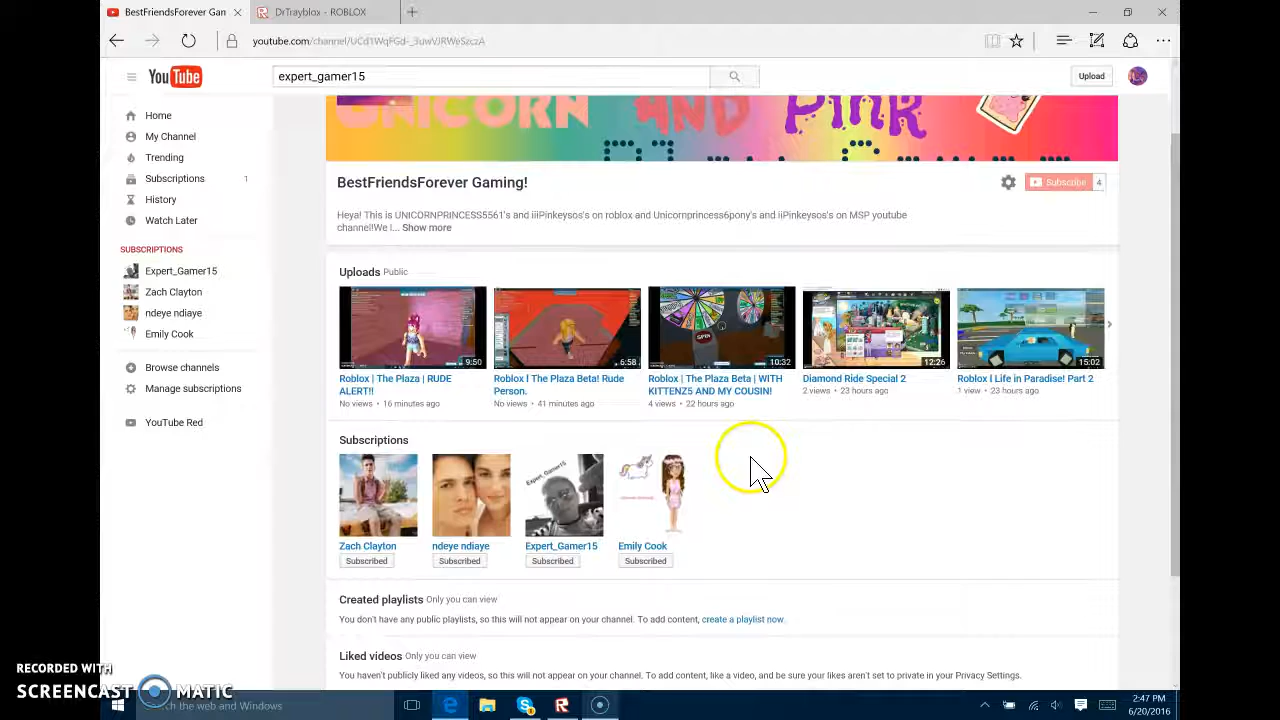 BestFriendsForever Gan
DrTrayblox - ROBLOX
youtube.com/channel/UCd1WqFGd-_3uwVJRWeSzcA
YouTube
expert_gamer15
Upload
Home
My Channel
Trending
Subscriptions 1
History
Watch Later
SUBSCRIPTIONS
Expert_Gamer15
Zach Clayton
ndeye ndiaye
Emily Cook
Browse channels
Manage subscriptions
YouTube Red
UNICORN AND PINK
BestFriendsForever Gaming!
Subscribe 4
Heya! This is UNICORNPRINCESS5561's and iiiPinkeysos's on roblox and Unicornprincess6pony's and iiPinkeysos's on MSP youtube
channel!We l... Show more
Uploads Public
9:50
6:58
SPIN
10:32
12:26
15:02
Roblox | The Plaza | RUDE
ALERT!!
No views • 16 minutes ago
Roblox l The Plaza Beta! Rude
Person.
No views • 41 minutes ago
Roblox | The Plaza Beta | WITH
KITTENZ5 AND MY COUSIN!
4 views • 22 hours ago
Diamond Ride Special 2
2 views • 23 hours ago
Roblox l Life in Paradise! Part 2
1 view • 23 hours ago
Subscriptions
Expert_Gamer15
Zach Clayton
Subscribed
ndeye ndiaye
Subscribed
Expert_Gamer15
Subscribed
Emily Cook
Subscribed
Created playlists Only you can view
You don't have any public playlists, so this will not appear on your channel. To add content, create a playlist now.
Liked videos Only you can view
You haven't publicly liked any videos, so this will not appear on your channel. To add content, like a video, and be sure your likes aren't set to private in your Privacy Settings.
RECORDED WITH
SCREENCAST MATIC
the web and Windows
2:47 PM
6/20/2016